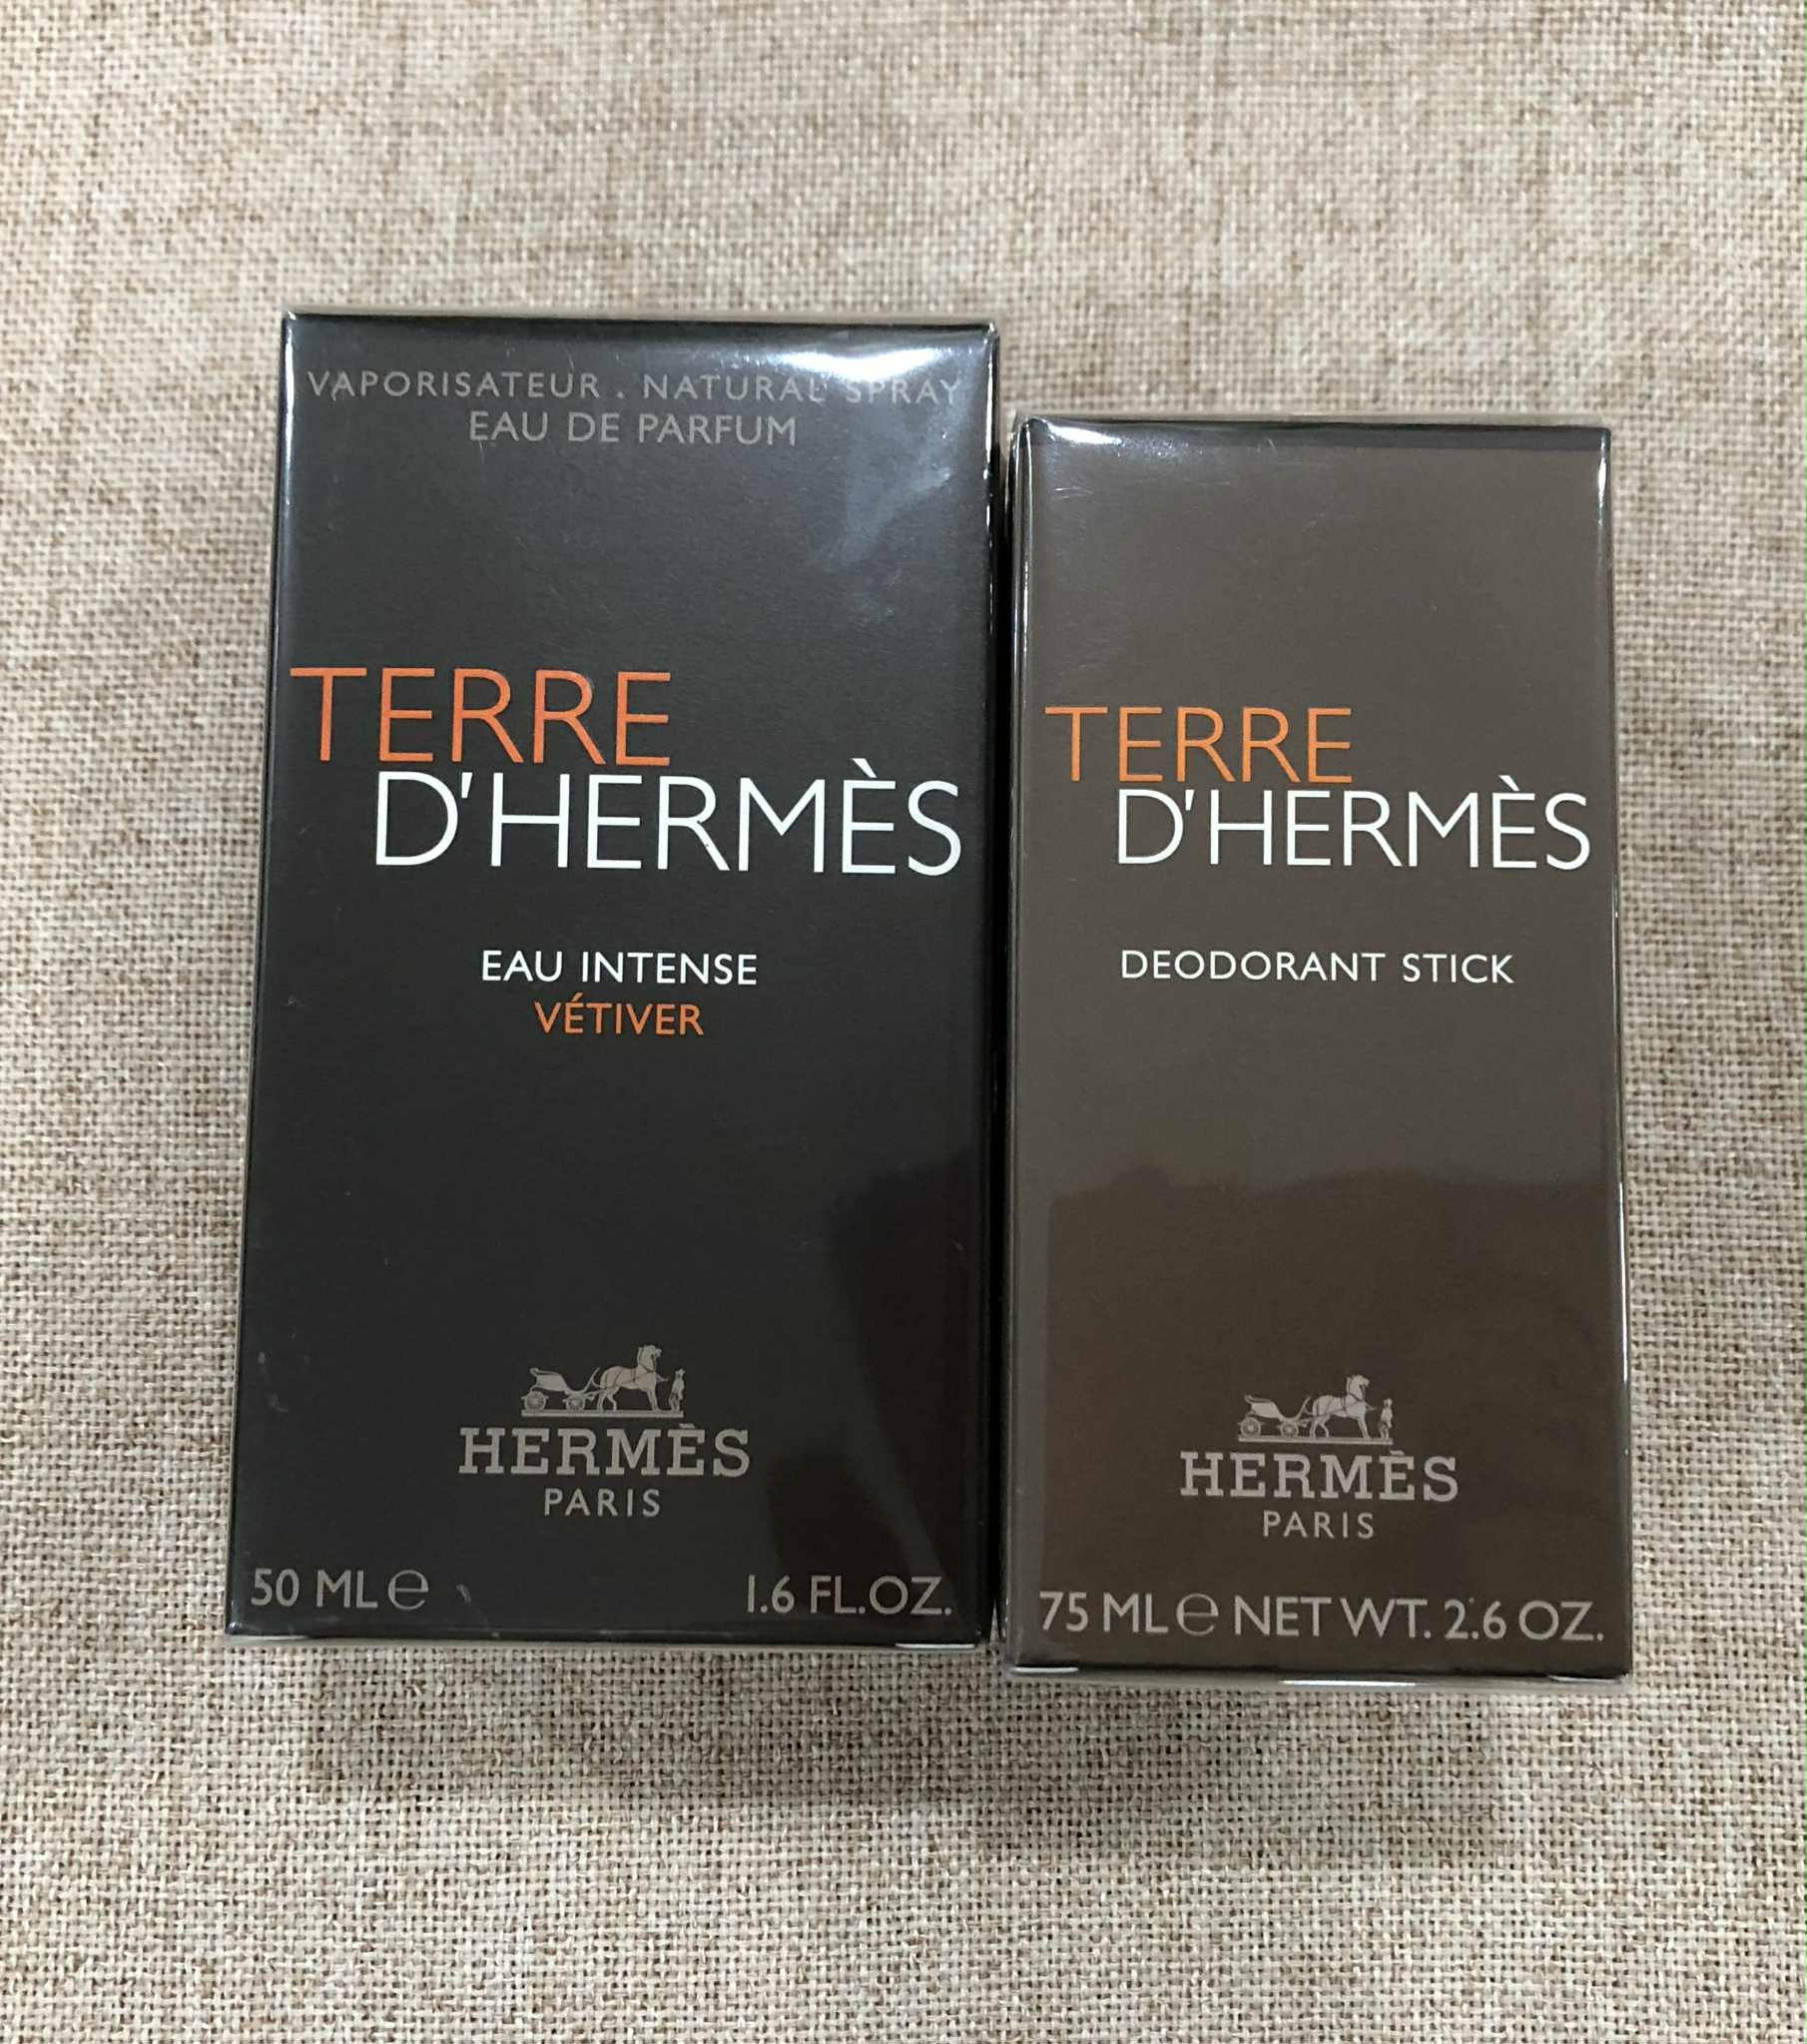 VAPORISATEUR . NATURAL SPRAY
EAU DE PARFUM
TERRE
D'HERMÈS
EAU INTENSE
VÉTIVER
HERMÈS
PARIS
50 ML ℮ 1.6 FL.OZ.
TERRE
D'HERMÈS
DEODORANT STICK
HERMÈS
PARIS
75 ML ℮ NET WT. 2.6 OZ.